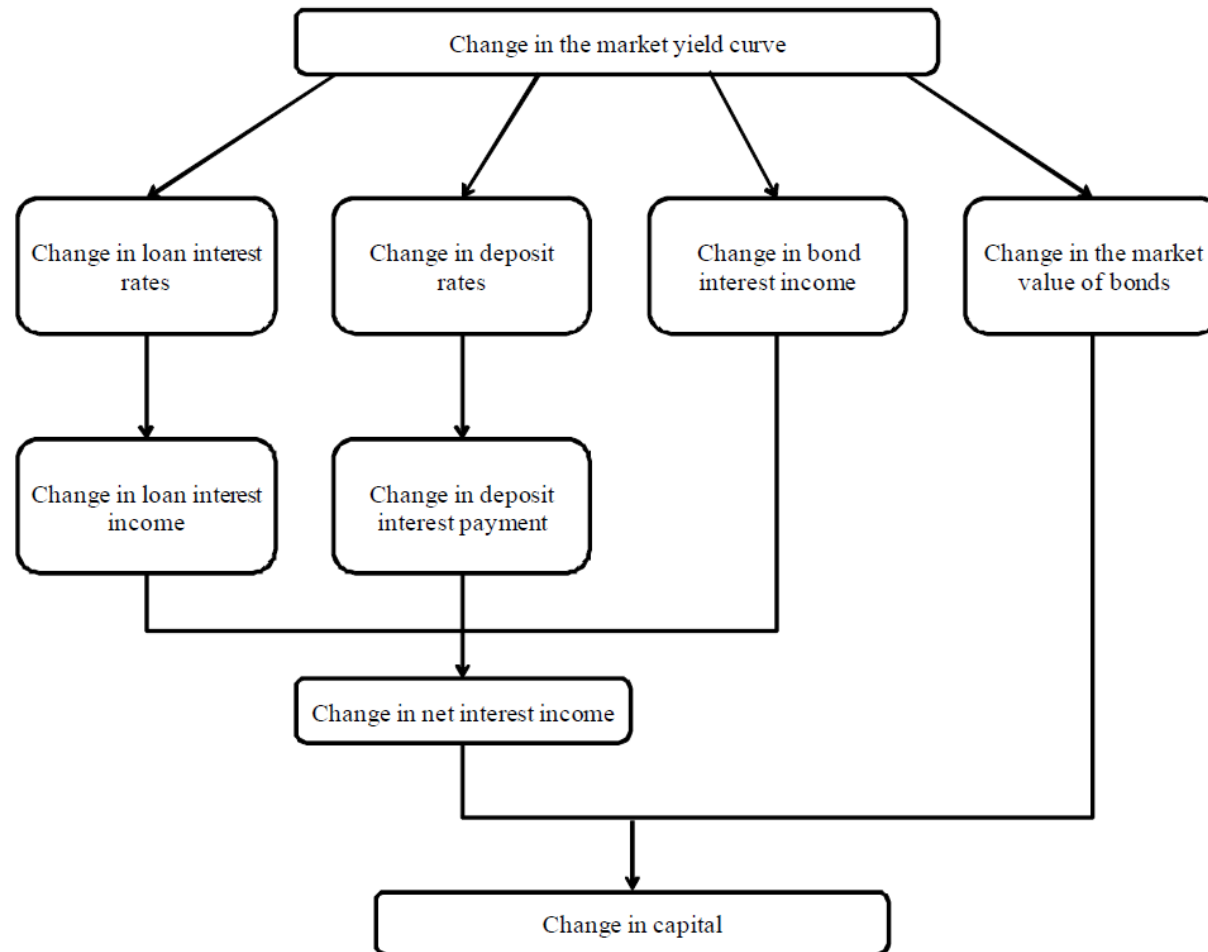 Change in the market yield curve
Change in loan interest
rates
Change in deposit
rates
Change in bond
interest income
Change in the market
value of bonds
Change in loan interest
income
Change in deposit
interest payment
Change in net interest income
Change in capital